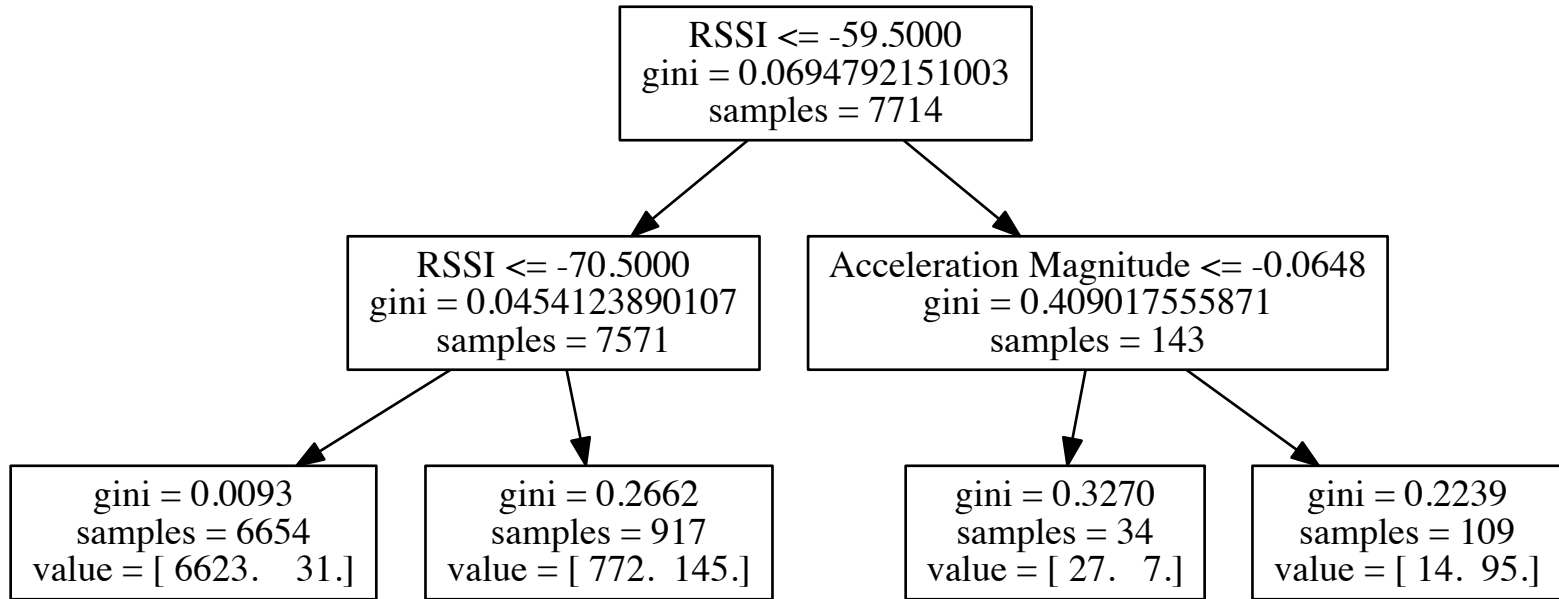 RSSI <= -59.5000
gini = 0.0694792151003
samples = 7714
RSSI <= -70.5000
gini = 0.0454123890107
samples = 7571
Acceleration Magnitude <= -0.0648
gini = 0.409017555871
samples = 143
gini = 0.0093
samples = 6654
value = [ 6623.    31.]
gini = 0.2662
samples = 917
value = [ 772.  145.]
gini = 0.3270
samples = 34
value = [ 27.   7.]
gini = 0.2239
samples = 109
value = [ 14.  95.]